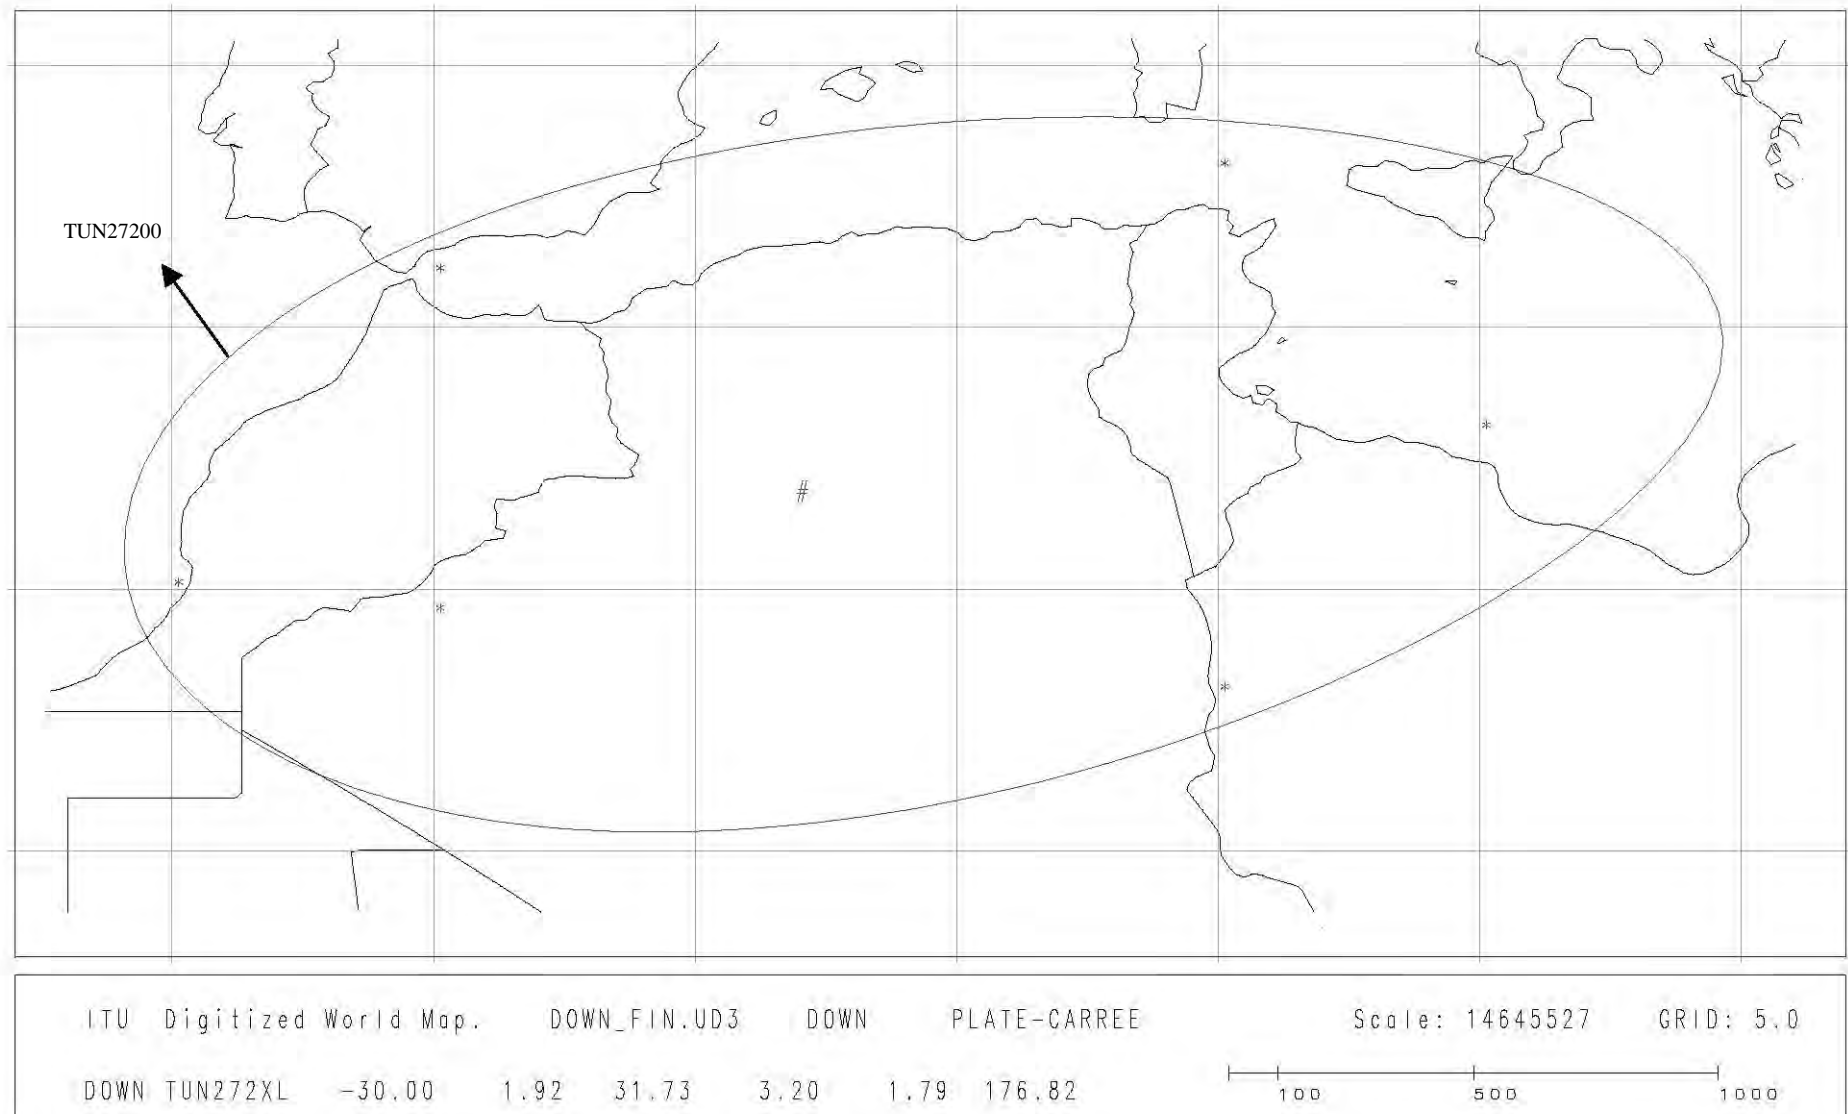 TUN27200
#
ITU Digitized World Map. DOWN_FIN.UD3 DOWN PLATE-CARREE Scale: 14645527 GRID: 5.0
DOWN TUN272XL -30.00 1.92 31.73 3.20 1.79 176.82
100 500 1000